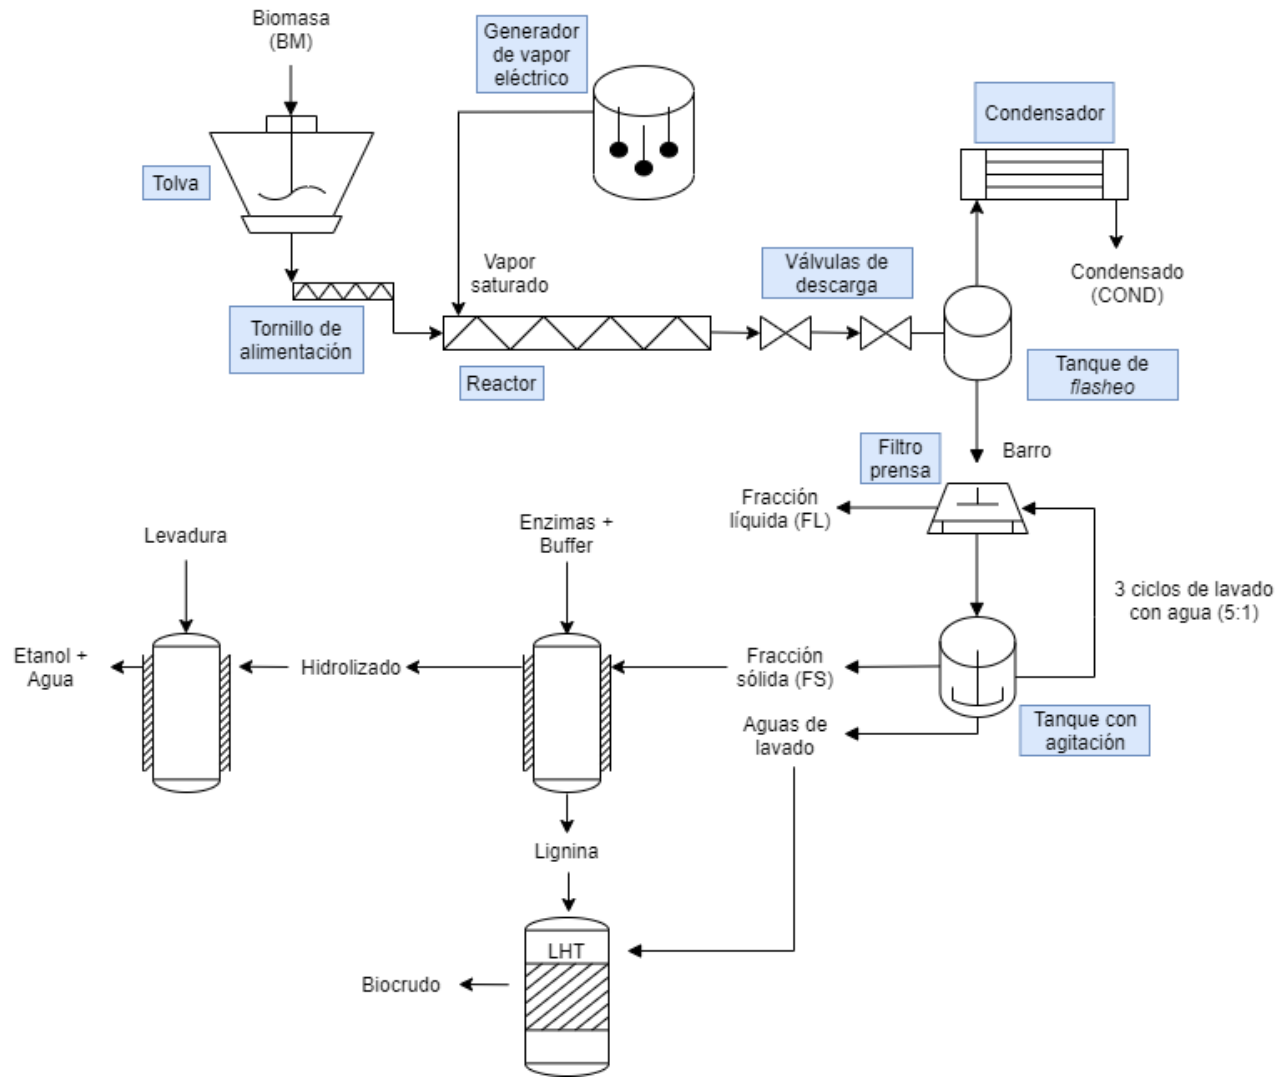 Biomasa
(BM)
Generador
de vapor
eléctrico
Condensador
Tolva
Vapor
saturado
Válvulas de
descarga
Condensado
(COND)
Tornillo de
alimentación
Reactor
Tanque de
flasheo
Filtro
prensa
Barro
Fracción
líquida (FL)
Levadura
Enzimas +
Buffer
3 ciclos de lavado
con agua (5:1)
Etanol +
Agua
Hidrolizado
Fracción
sólida (FS)
Aguas de
lavado
Tanque con
agitación
Lignina
LHT
Biocrudo